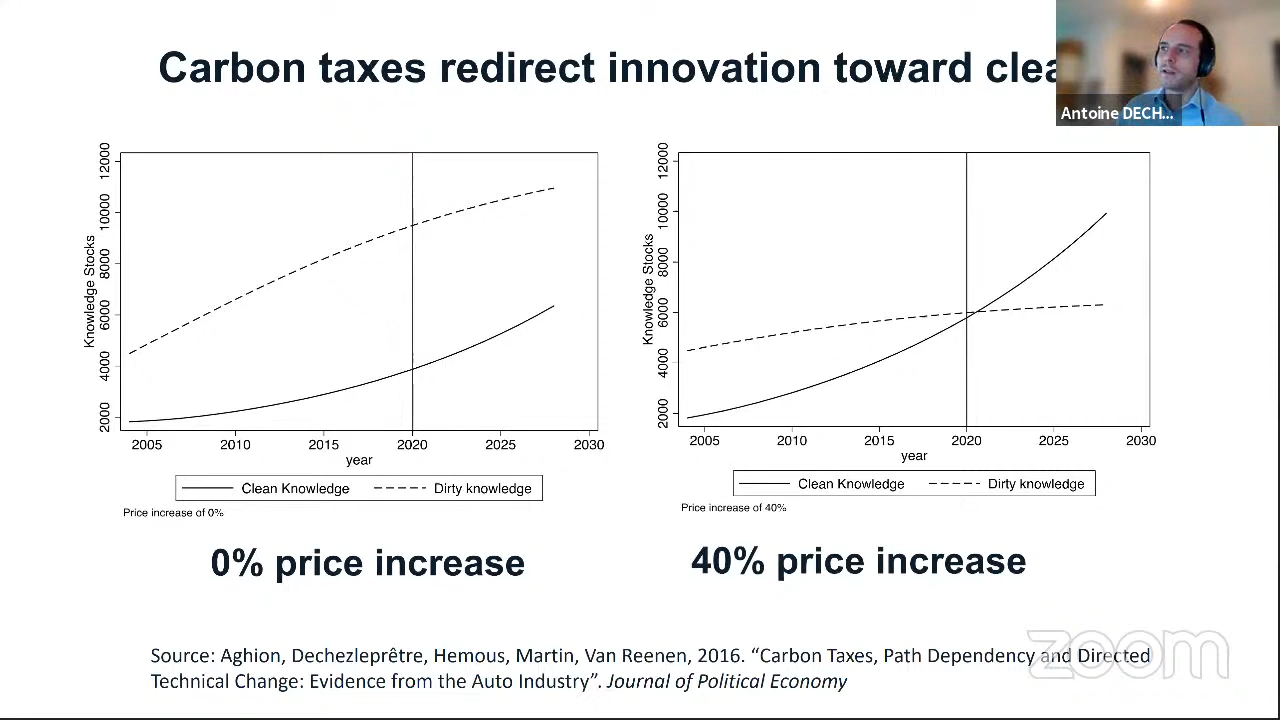 Carbon taxes redirect innovation toward
Antoine DECH...
Knowledge Stocks
2000 4000 6000 8000 10000 12000
2005 2010 2015 2020 2025 2030
year
Clean Knowledge Dirty knowledge
Price increase of 0%
Knowledge Stocks
2000 4000 6000 8000 10000 12000
2005 2010 2015 2020 2025 2030
year
Clean Knowledge Dirty knowledge
Price increase of 40%
0% price increase
40% price increase
Source: Aghion, Dechezleprêtre, Hemous, Martin, Van Reenen, 2016. “Carbon Taxes, Path Dependency and Directed
Technical Change: Evidence from the Auto Industry”. Journal of Political Economy
zoom